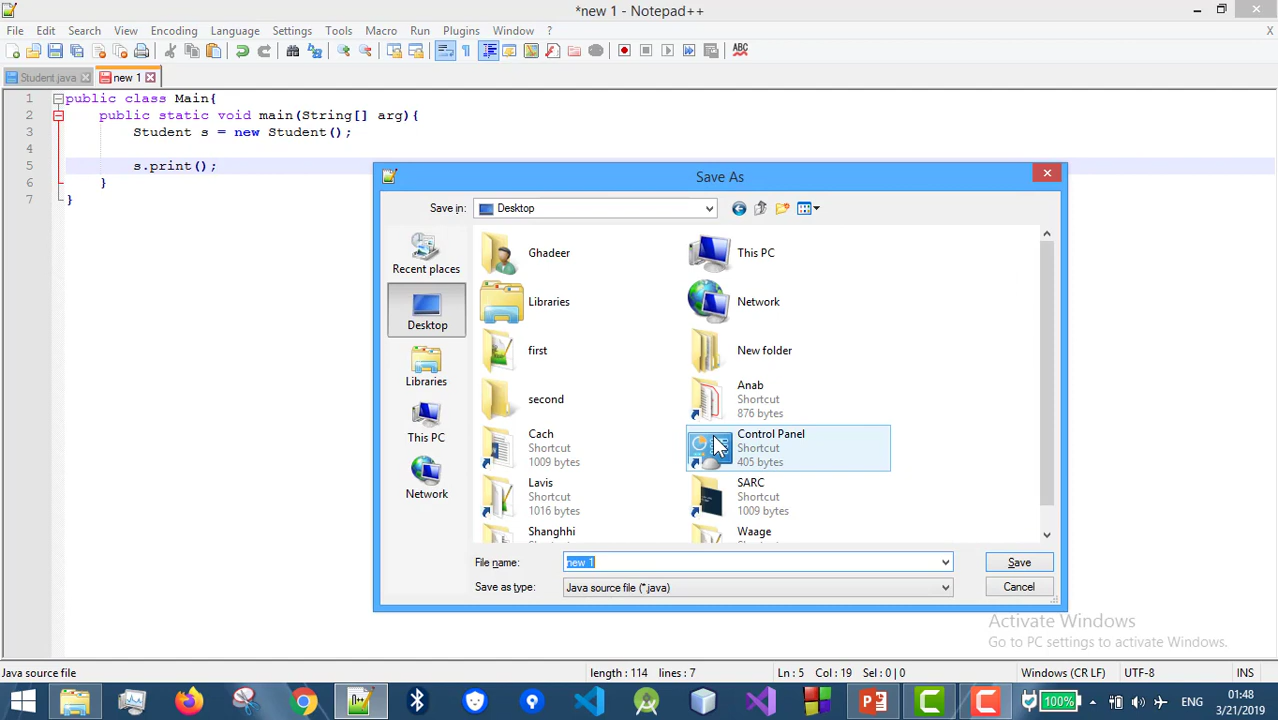 *new 1 - Notepad++
File Edit Search View Encoding Language Settings Tools Macro Run Plugins Window ?
X
ABC
Student.java new 1
1 public class Main{
2 public static void main(String[] arg){
3 Student s = new Student();
4
5 s.print();
6 }
7 }
Save As
Save in: Desktop
Recent places
Desktop
Libraries
This PC
Network
Ghadeer This PC
Libraries Network
first New folder
second Anab
Shortcut
876 bytes
Cach Control Panel
Shortcut Shortcut
1009 bytes 405 bytes
Lavis SARC
Shortcut Shortcut
1016 bytes 1009 bytes
Shanghhi Waage
File name: new 1 Save
Save as type: Java source file (*.java) Cancel
Activate Windows
Go to PC settings to activate Windows.
Java source file length : 114 lines : 7 Ln : 5 Col : 19 Sel : 0 | 0 Windows (CR LF) UTF-8 INS
100% ENG 01:48
3/21/2019